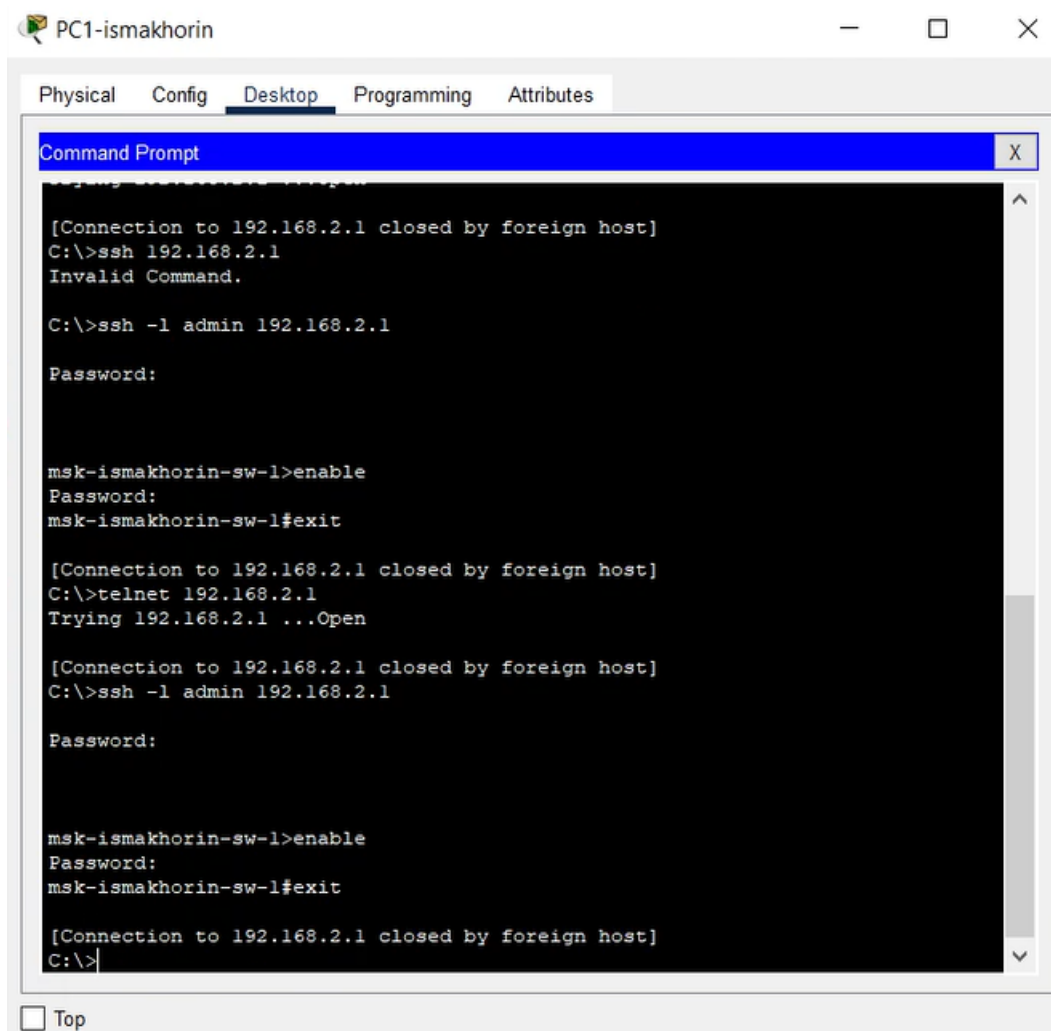 PC1-ismakhorin
Physical Config Desktop Programming Attributes
Command Prompt X
[Connection to 192.168.2.1 closed by foreign host]
C:\>ssh 192.168.2.1
Invalid Command.
C:\>ssh -l admin 192.168.2.1
Password:
msk-ismakhorin-sw-1>enable
Password:
msk-ismakhorin-sw-1#exit
[Connection to 192.168.2.1 closed by foreign host]
C:\>telnet 192.168.2.1
Trying 192.168.2.1 ...Open
[Connection to 192.168.2.1 closed by foreign host]
C:\>ssh -l admin 192.168.2.1
Password:
msk-ismakhorin-sw-1>enable
Password:
msk-ismakhorin-sw-1#exit
[Connection to 192.168.2.1 closed by foreign host]
C:\>
Top